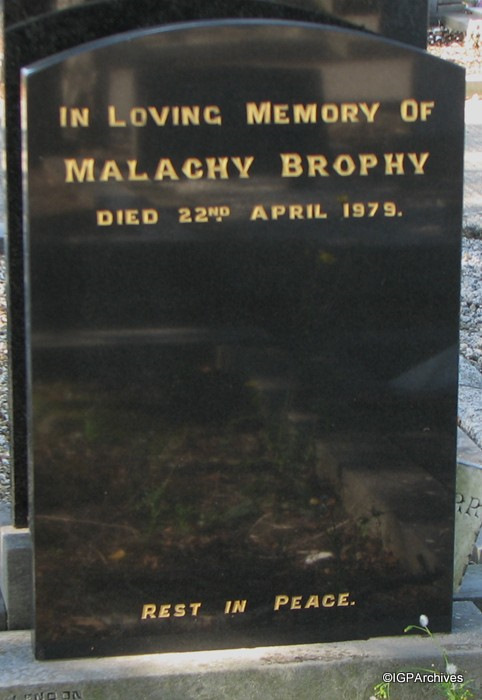 In Loving Memory Of
Malachy Brophy
Died 22ND April 1979.
Rest in Peace.
©IGPArchives